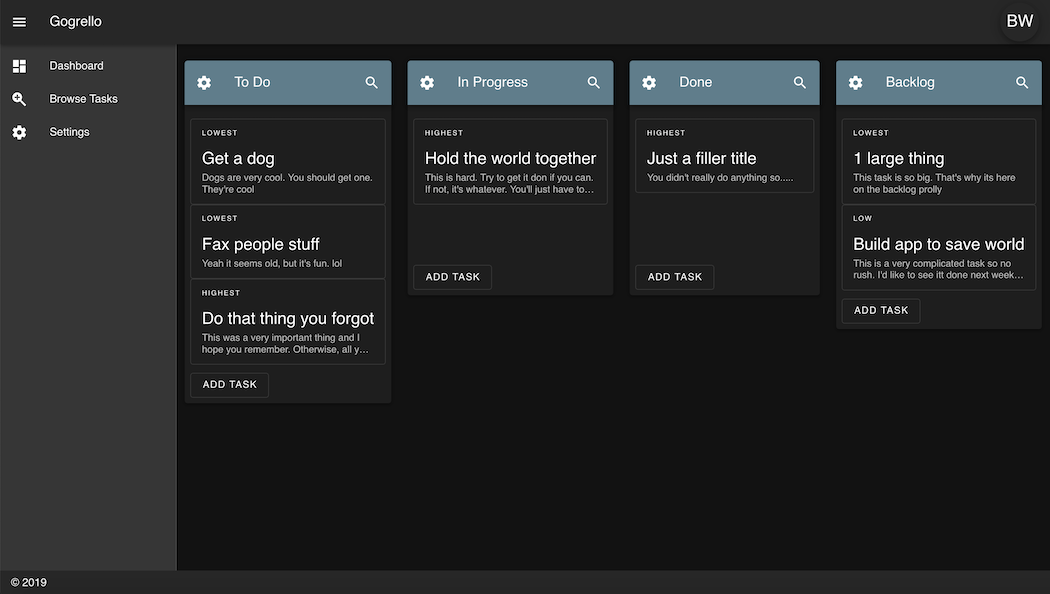 Gogrello
BW
Dashboard
Browse Tasks
Settings
To Do
LOWEST
Get a dog
Dogs are very cool. You should get one.
They're cool
LOWEST
Fax people stuff
Yeah it seems old, but it's fun. lol
HIGHEST
Do that thing you forgot
This was a very important thing and I
hope you remember. Otherwise, all y…
ADD TASK
In Progress
HIGHEST
Hold the world together
This is hard. Try to get it don if you can.
If not, it's whatever. You'll just have to…
ADD TASK
Done
HIGHEST
Just a filler title
You didn't really do anything so.....
ADD TASK
Backlog
LOWEST
1 large thing
This task is so big. That's why its here
on the backlog prolly
LOW
Build app to save world
This is a very complicated task so no
rush. I'd like to see itt done next week…
ADD TASK
© 2019